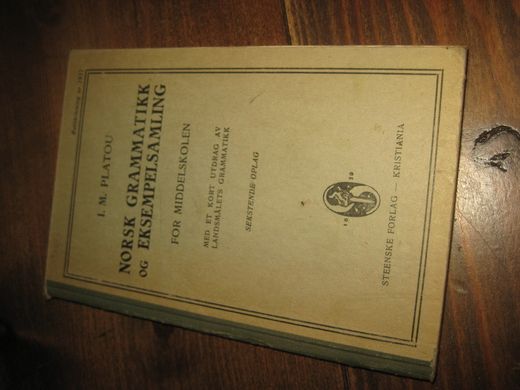 I. M. PLATOU
NORSK GRAMMATIKK
OG EKSEMPELSAMLING
FOR MIDDELSKOLEN
MED ET KORT UTDRAG AV
LANDSMÅLETS GRAMMATIKK
SEKSTENDE OPLAG
STEENSKE FORLAG — KRISTIANIA